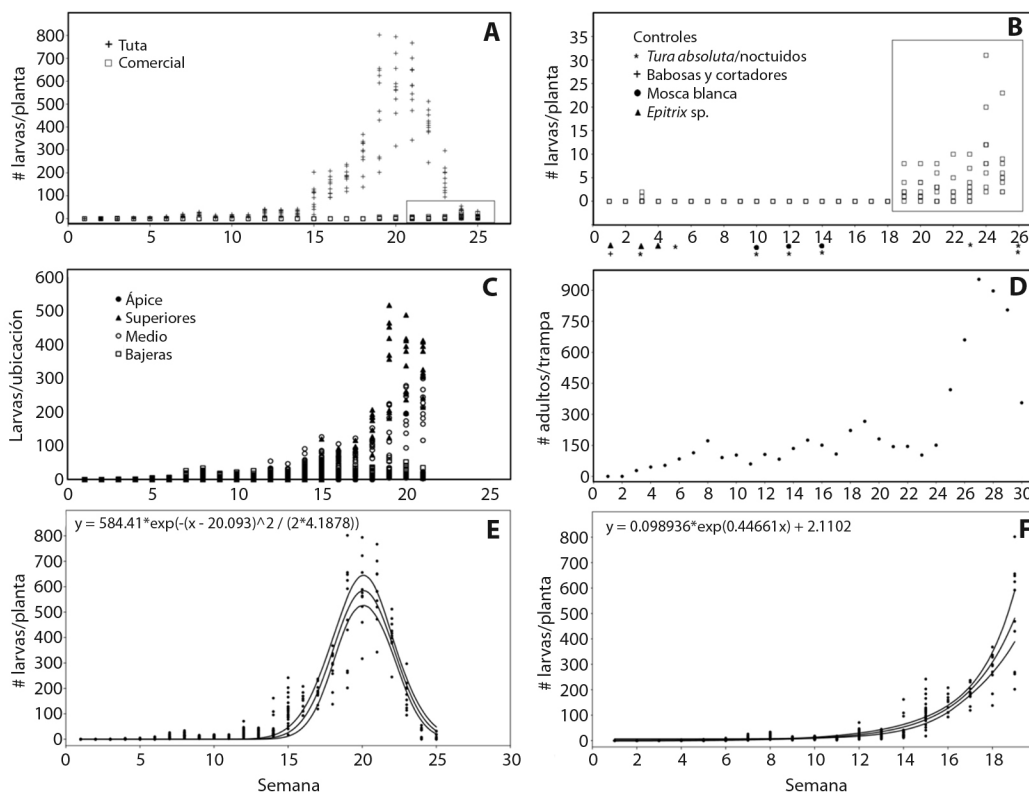 A
# larvas/planta
800
700
600
500
400
300
200
100
0
Tuta
Comercial
0 5 10 15 20 25
B
# larvas/planta
35
30
25
20
15
10
5
0
Controles
Tura absoluta/noctuidos
Babosas y cortadores
Mosca blanca
Epitrix sp.
0 2 4 6 8 10 12 14 16 18 20 22 24 26
C
Larvas/ubicación
600
500
400
300
200
100
0
Ápice
Superiores
Medio
Bajeras
0 5 10 15 20 25
D
# adultos/trampa
900
750
600
450
300
150
0
0 2 4 6 8 10 12 14 16 18 20 22 24 26 28 30
E
y = 584.41*exp(-(x - 20.093)^2 / (2*4.1878))
# larvas/planta
800
700
600
500
400
300
200
100
0
0 5 10 15 20 25 30
Semana
F
y = 0.098936*exp(0.44661x) + 2.1102
# larvas/planta
800
700
600
500
400
300
200
100
0
0 2 4 6 8 10 12 14 16 18
Semana